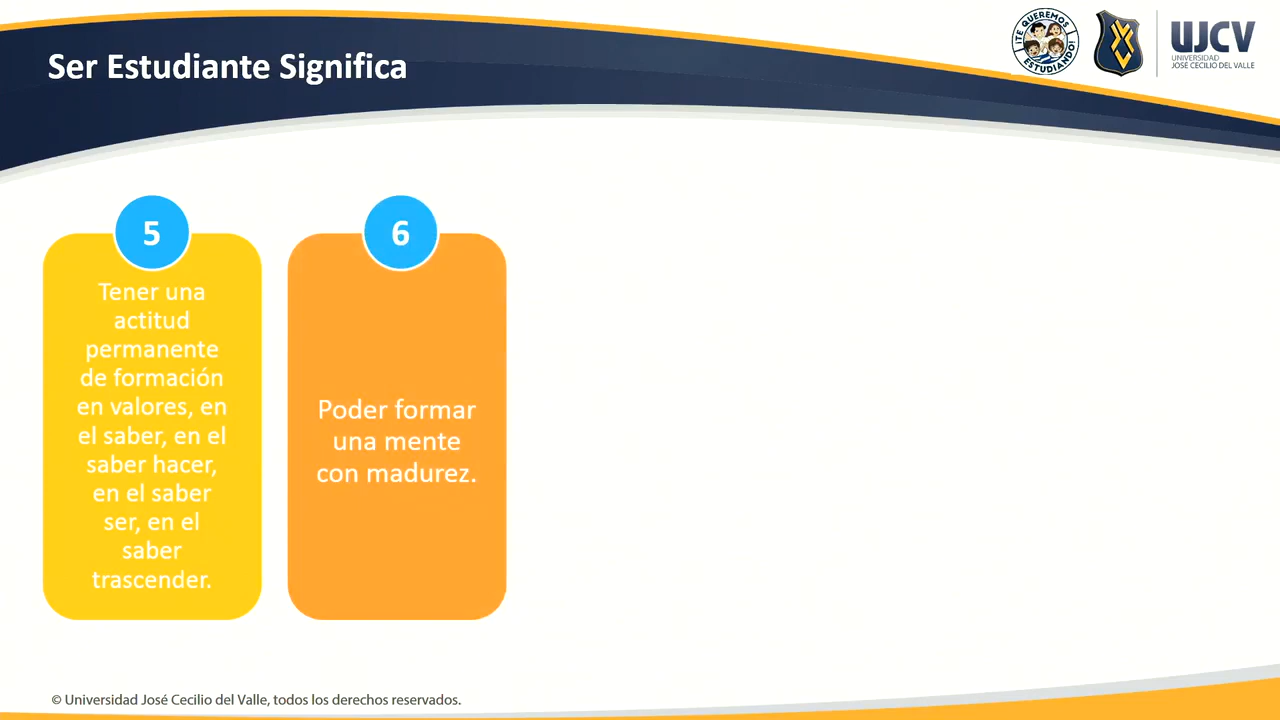 Ser Estudiante Significa
¡TE QUEREMOS
ESTUDIANDO!
UJCV
UNIVERSIDAD
JOSÉ CECILIO DEL VALLE
5
Tener una
actitud
permanente
de formación
en valores, en
el saber, en el
saber hacer,
en el saber
ser, en el
saber
trascender.
6
Poder formar
una mente
con madurez.
© Universidad José Cecilio del Valle, todos los derechos reservados.